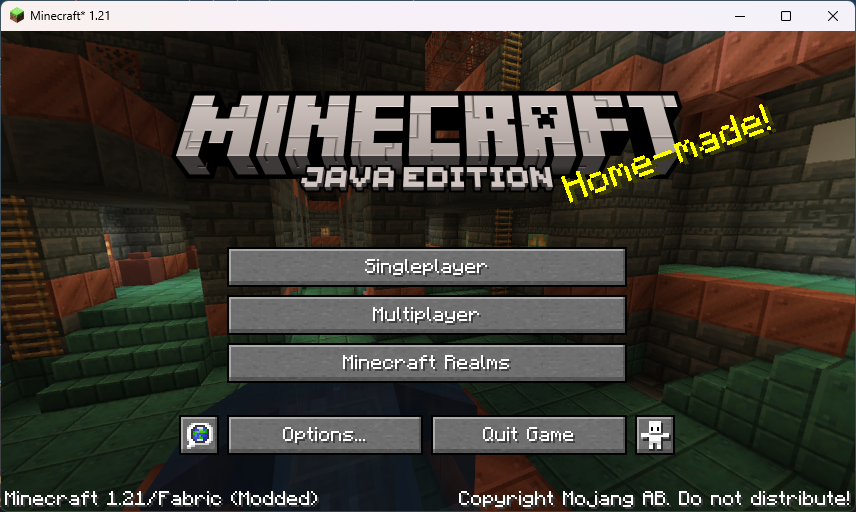 Minecraft* 1.21
MINECRAFT
JAVA EDITION
Home-made!
Singleplayer
Multiplayer
Minecraft Realms
Options...
Quit Game
Minecraft 1.21/Fabric (Modded)
Copyright Mojang AB. Do not distribute!